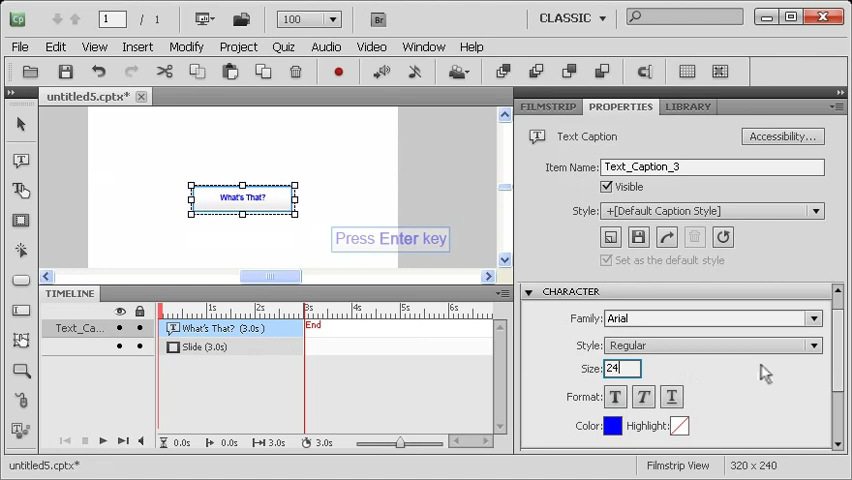 Cp 1 / 1 100 Br CLASSIC
File Edit View Insert Modify Project Quiz Audio Video Window Help
untitled5.cptx*
FILMSTRIP PROPERTIES LIBRARY
Text Caption Accessibility...
Item Name: Text_Caption_3
Visible
Style: +[Default Caption Style]
Set as the default style
What's That?
Press Enter key
CHARACTER
Family: Arial
Style: Regular
Size: 24
Format: T T T
Color: Highlight:
TIMELINE
1s 2s 3s 4s 5s 6s
Text_Ca... What's That? (3.0s) End
Slide (3.0s)
0.0s 0.0s 3.0s 3.0s
untitled5.cptx* Filmstrip View 320 x 240